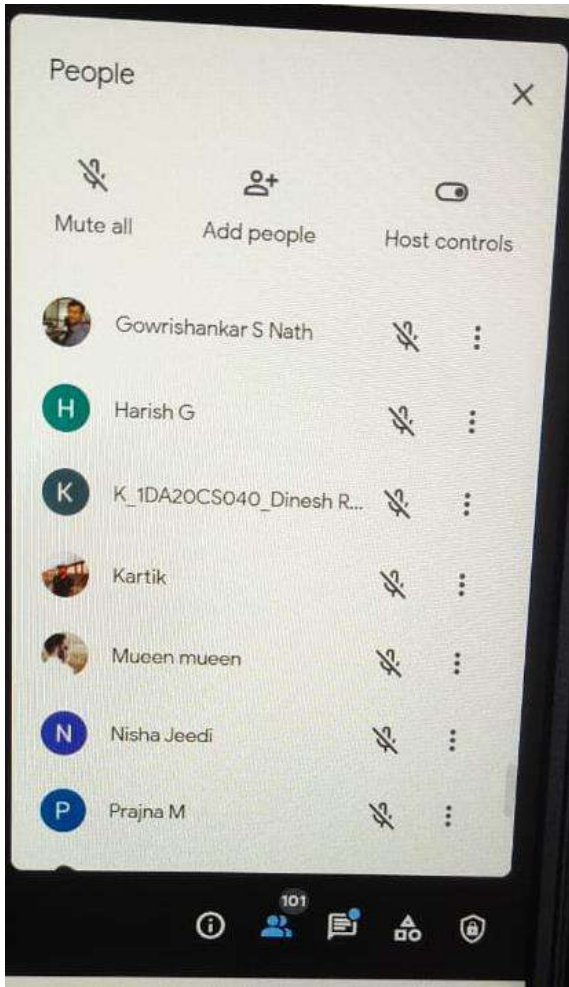 People
Mute all
Add people
Host controls
Gowrishankar S Nath
H
Harish G
K
K_1DA20CS040_Dinesh R...
Kartik
Mueen mueen
N
Nisha Jeedi
P
Prajna M
101